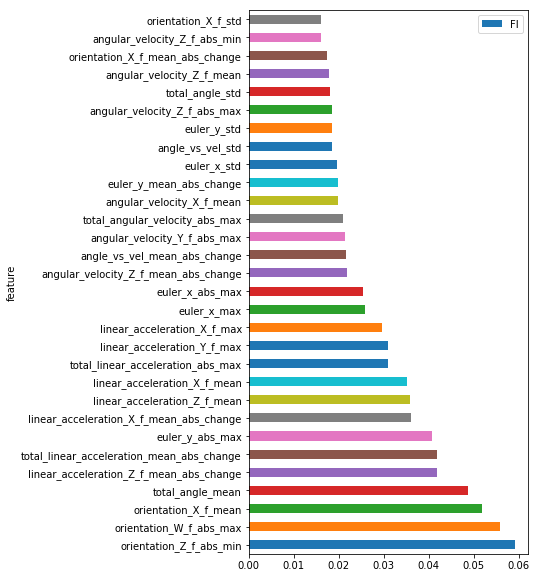 FI
feature
orientation_X_f_std
angular_velocity_Z_f_abs_min
orientation_X_f_mean_abs_change
angular_velocity_Z_f_mean
total_angle_std
angular_velocity_Z_f_abs_max
euler_y_std
angle_vs_vel_std
euler_x_std
euler_y_mean_abs_change
angular_velocity_X_f_mean
total_angular_velocity_abs_max
angular_velocity_Y_f_abs_max
angle_vs_vel_mean_abs_change
angular_velocity_Z_f_mean_abs_change
euler_x_abs_max
euler_x_max
linear_acceleration_X_f_max
linear_acceleration_Y_f_max
total_linear_acceleration_abs_max
linear_acceleration_X_f_mean
linear_acceleration_Z_f_mean
linear_acceleration_X_f_mean_abs_change
euler_y_abs_max
total_linear_acceleration_mean_abs_change
linear_acceleration_Z_f_mean_abs_change
total_angle_mean
orientation_X_f_mean
orientation_W_f_abs_max
orientation_Z_f_abs_min
0.00 0.01 0.02 0.03 0.04 0.05 0.06